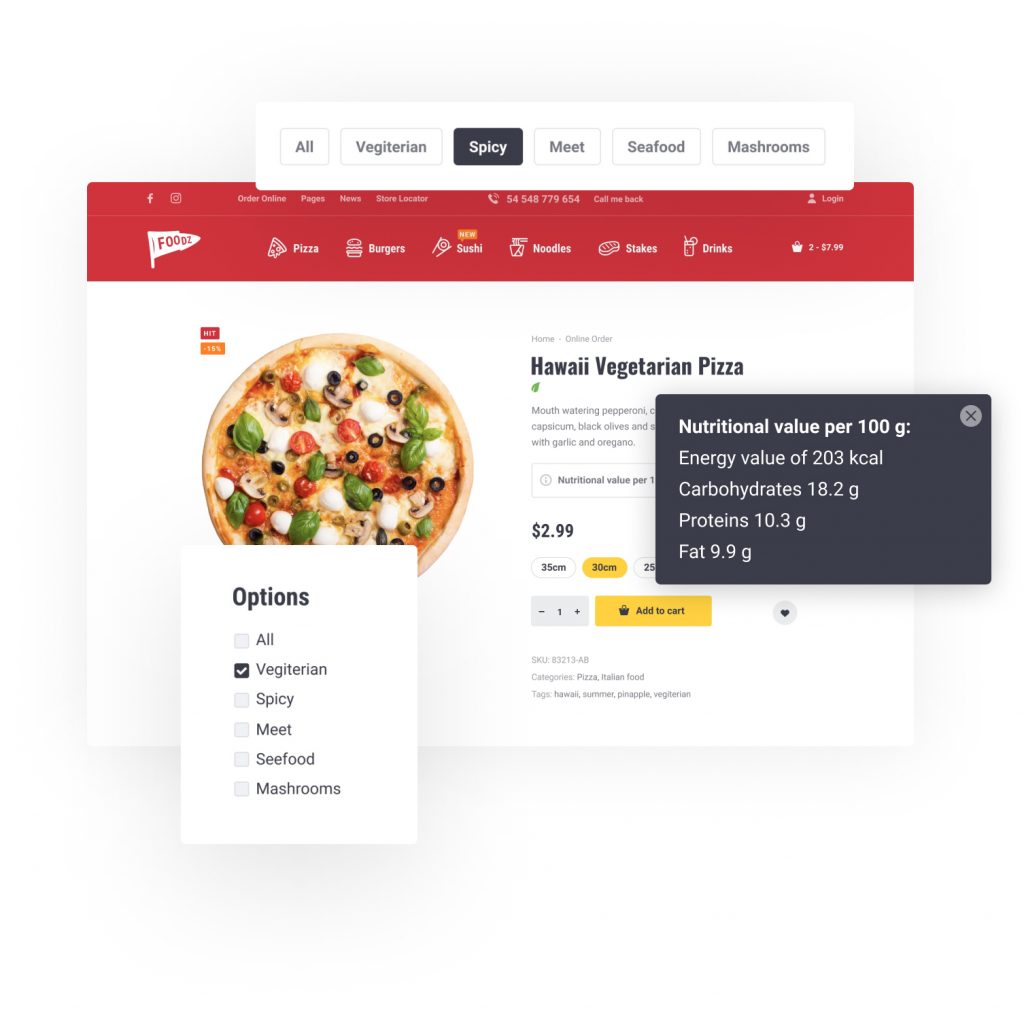 All Vegiterian Spicy Meet Seafood Mashrooms
Order Online Pages News Store Locator 54 548 779 654 Call me back Login
FOODZ
Pizza Burgers NEW Sushi Noodles Stakes Drinks 2 - $7.99
HIT
-15%
Home - Online Order
Hawaii Vegetarian Pizza
Mouth watering pepperoni, c
capsicum, black olives and s
with garlic and oregano.
Nutritional value per 1
Nutritional value per 100 g:
Energy value of 203 kcal
Carbohydrates 18.2 g
Proteins 10.3 g
Fat 9.9 g
$2.99
35cm 30cm 25
− 1 + Add to cart
SKU: 83213-AB
Categories: Pizza, Italian food
Tags: hawaii, summer, pinapple, vegiterian
Options
All
Vegiterian
Spicy
Meet
Seefood
Mashrooms